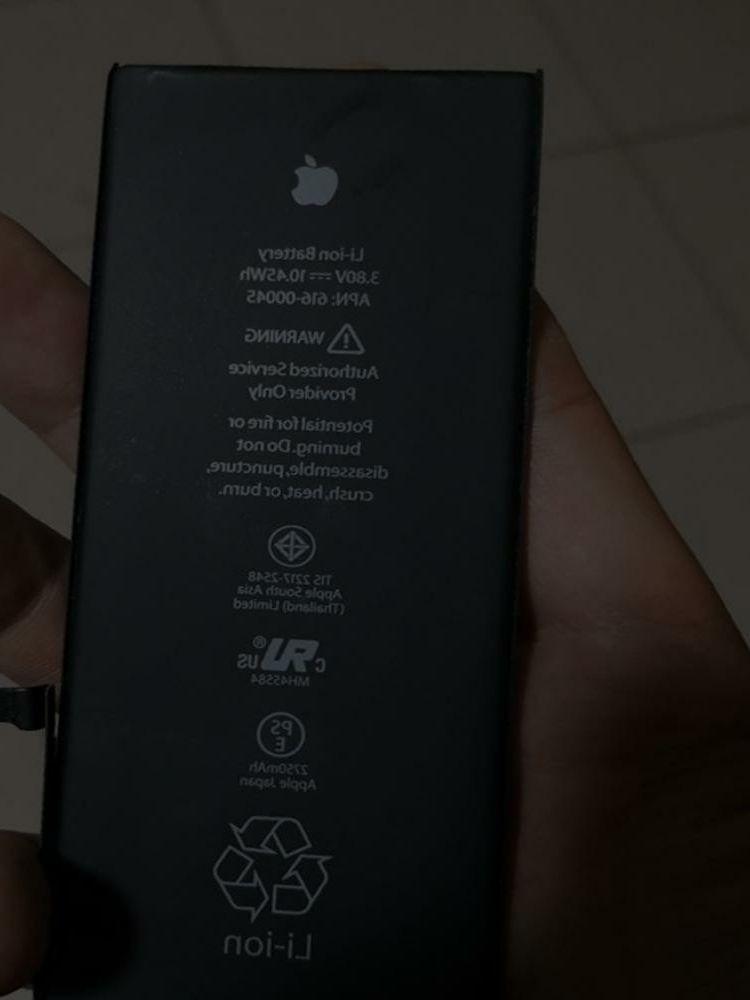 Li-ion Battery
3.80V ⎓ 10.45Wh
APN: 616-00045
WARNING
Authorized Service
Provider Only
Potential for fire or
burning. Do not
disassemble, puncture,
crush, heat, or burn.
TIS 2217-2548
Apple South Asia
(Thailand) Limited
c UR US ®
MH45584
PS
E
2750mAh
Apple Japan
Li-ion